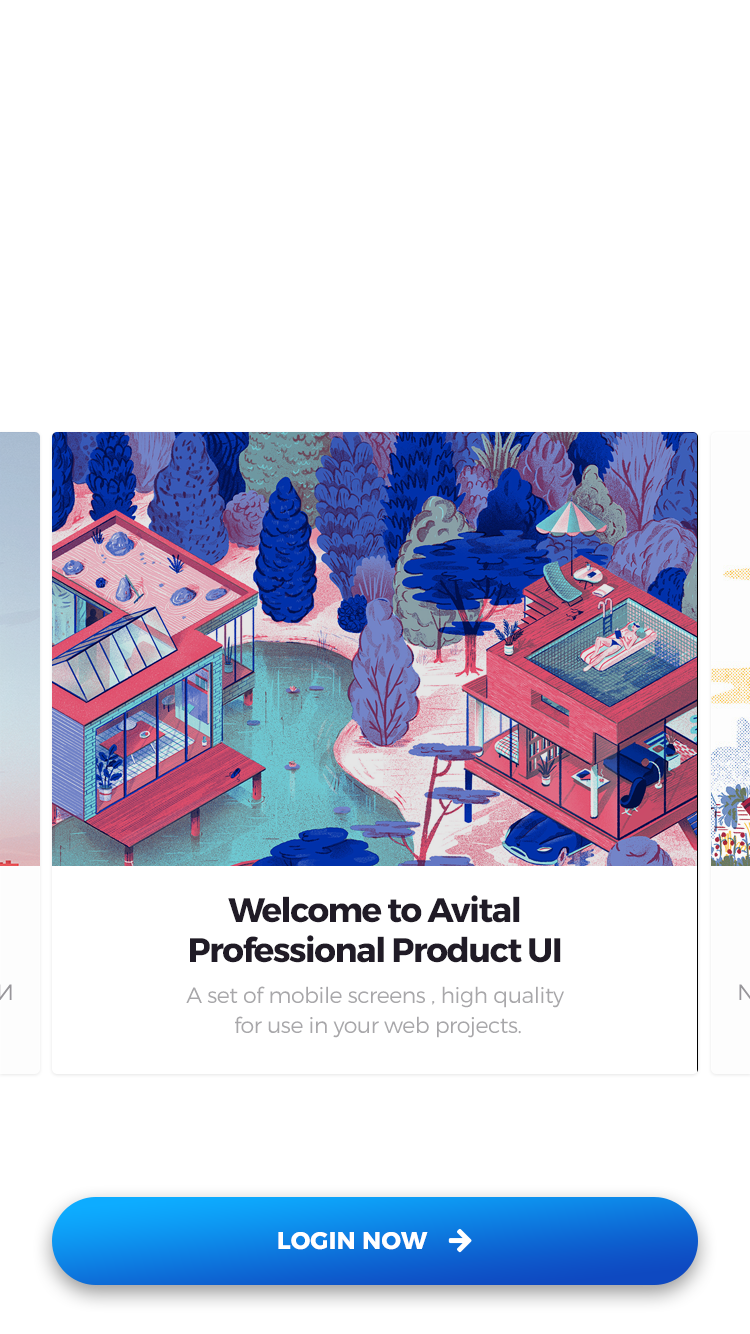 Welcome to Avital
Professional Product UI
A set of mobile screens , high quality
for use in your web projects.
LOGIN NOW